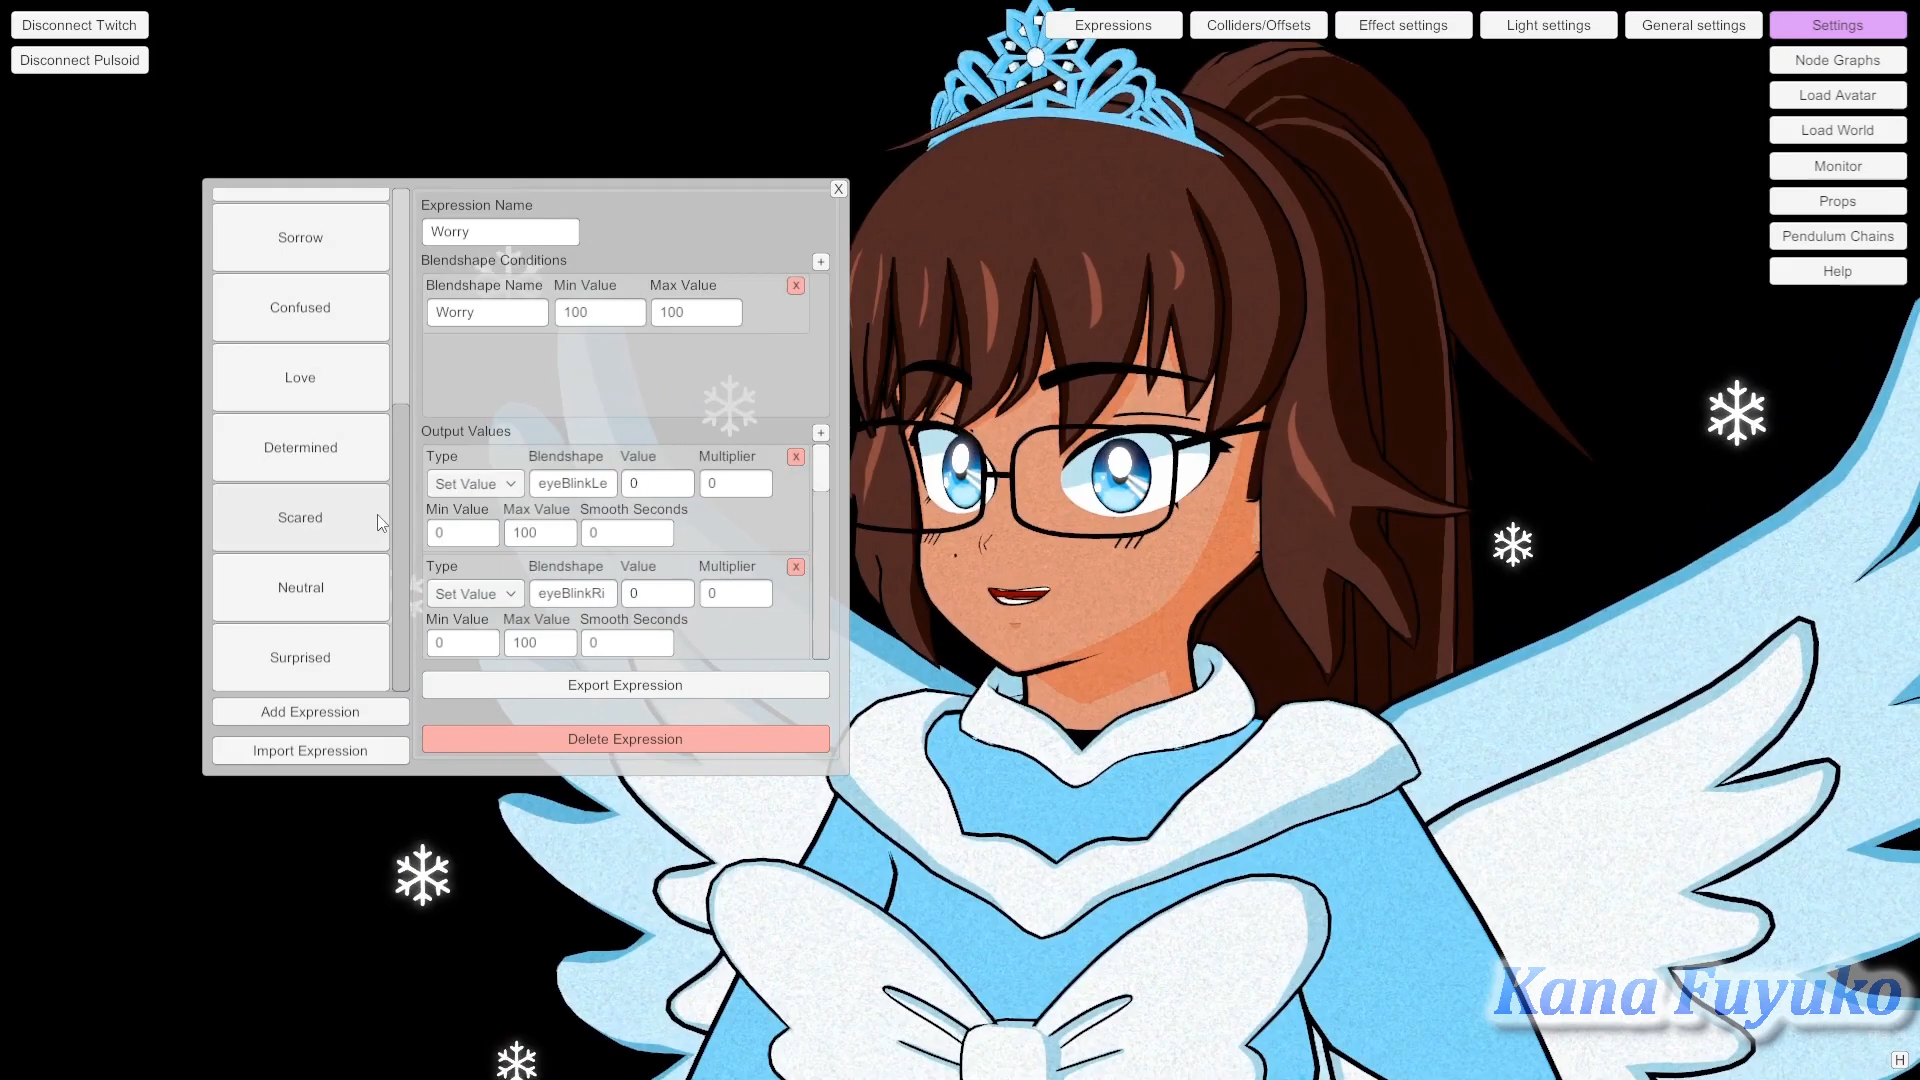 Disconnect Twitch
Disconnect Pulsoid
Expressions Colliders/Offsets Effect settings Light settings General settings Settings
Node Graphs
Load Avatar
Load World
Monitor
Props
Pendulum Chains
Help
X
Sorrow
Confused
Love
Determined
Scared
Neutral
Surprised
Add Expression
Import Expression
Expression Name
Worry
Blendshape Conditions +
Blendshape Name Min Value Max Value X
Worry 100 100
Output Values +
Type Blendshape Value Multiplier X
Set Value eyeBlinkLe 0 0
Min Value Max Value Smooth Seconds
0 100 0
Type Blendshape Value Multiplier X
Set Value eyeBlinkRi 0 0
Min Value Max Value Smooth Seconds
0 100 0
Export Expression
Delete Expression
Kana Fuyuko
H